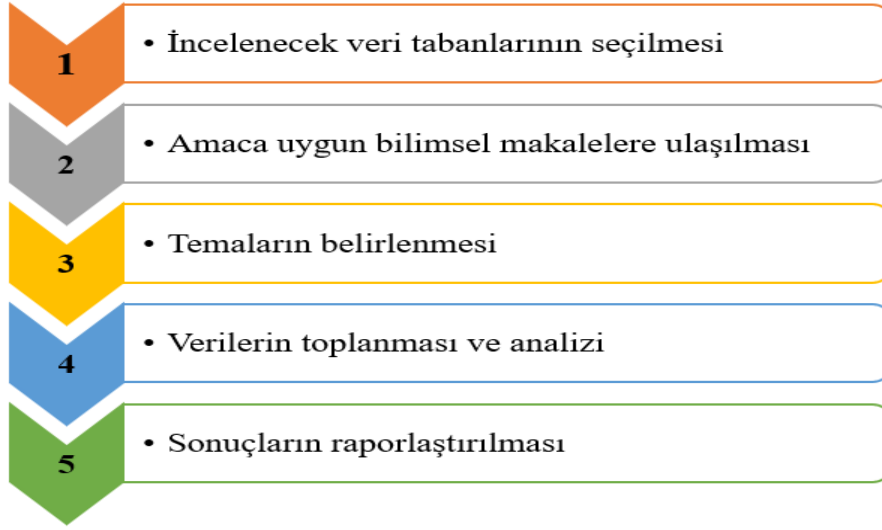 1
• İncelenecek veri tabanlarının seçilmesi
2
• Amaca uygun bilimsel makalelere ulaşılması
3
• Temaların belirlenmesi
4
• Verilerin toplanması ve analizi
5
• Sonuçların raporlaştırılması